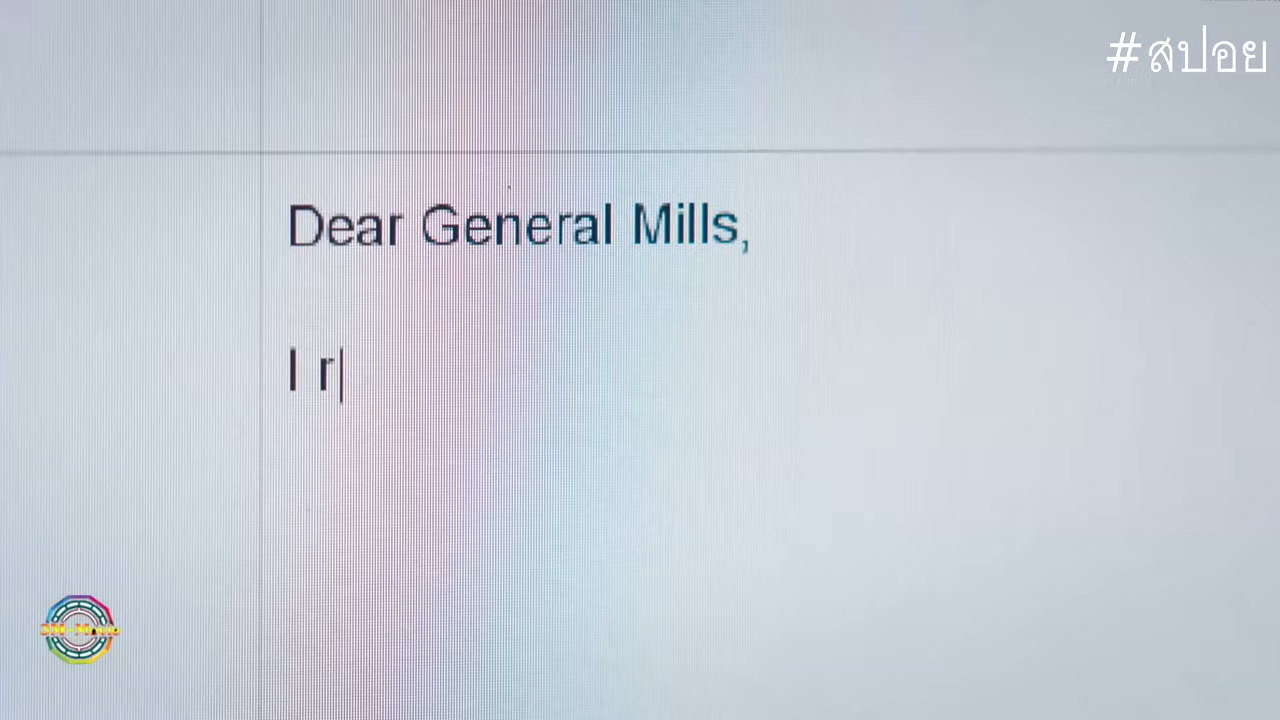 #สปอย
Dear General Mills,
I r